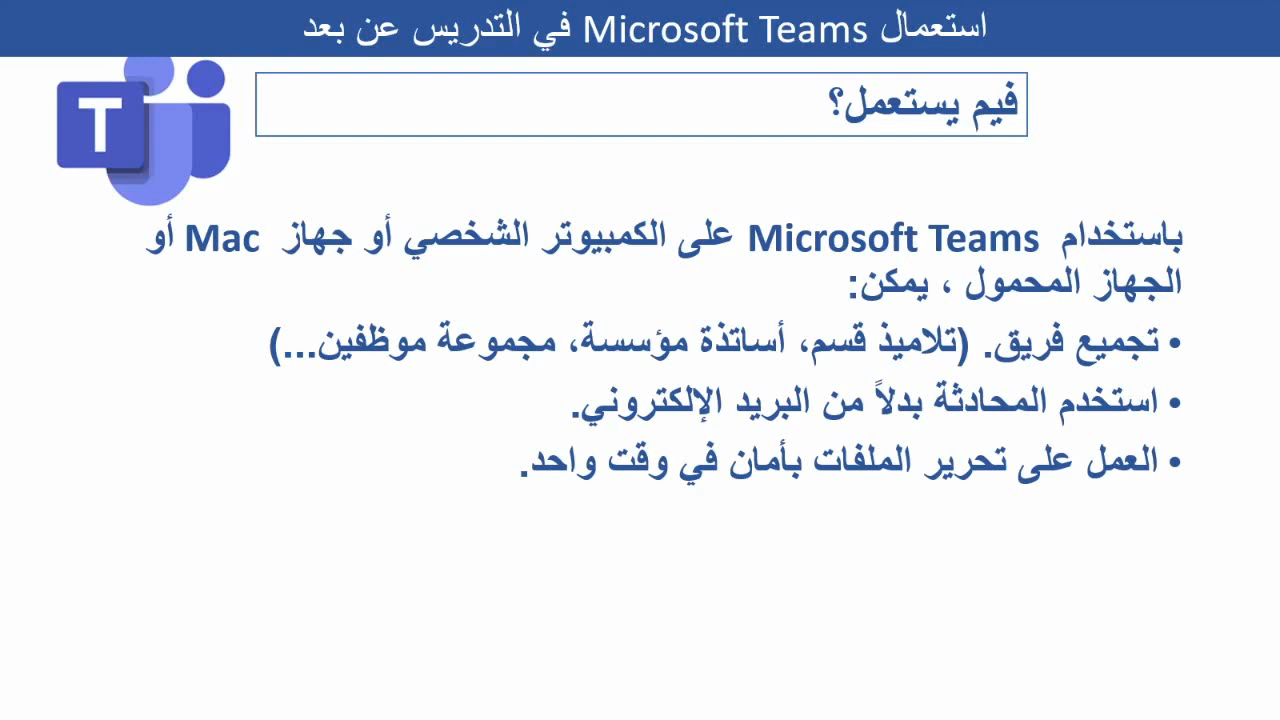 استعمال Microsoft Teams في التدريس عن بعد
T
فيم يستعمل؟
باستخدام Microsoft Teams على الكمبيوتر الشخصي أو جهاز Mac أو
الجهاز المحمول ، يمكن:
• تجميع فريق. (تلاميذ قسم، أساتذة مؤسسة، مجموعة موظفين...)
• استخدم المحادثة بدلاً من البريد الإلكتروني.
• العمل على تحرير الملفات بأمان في وقت واحد.